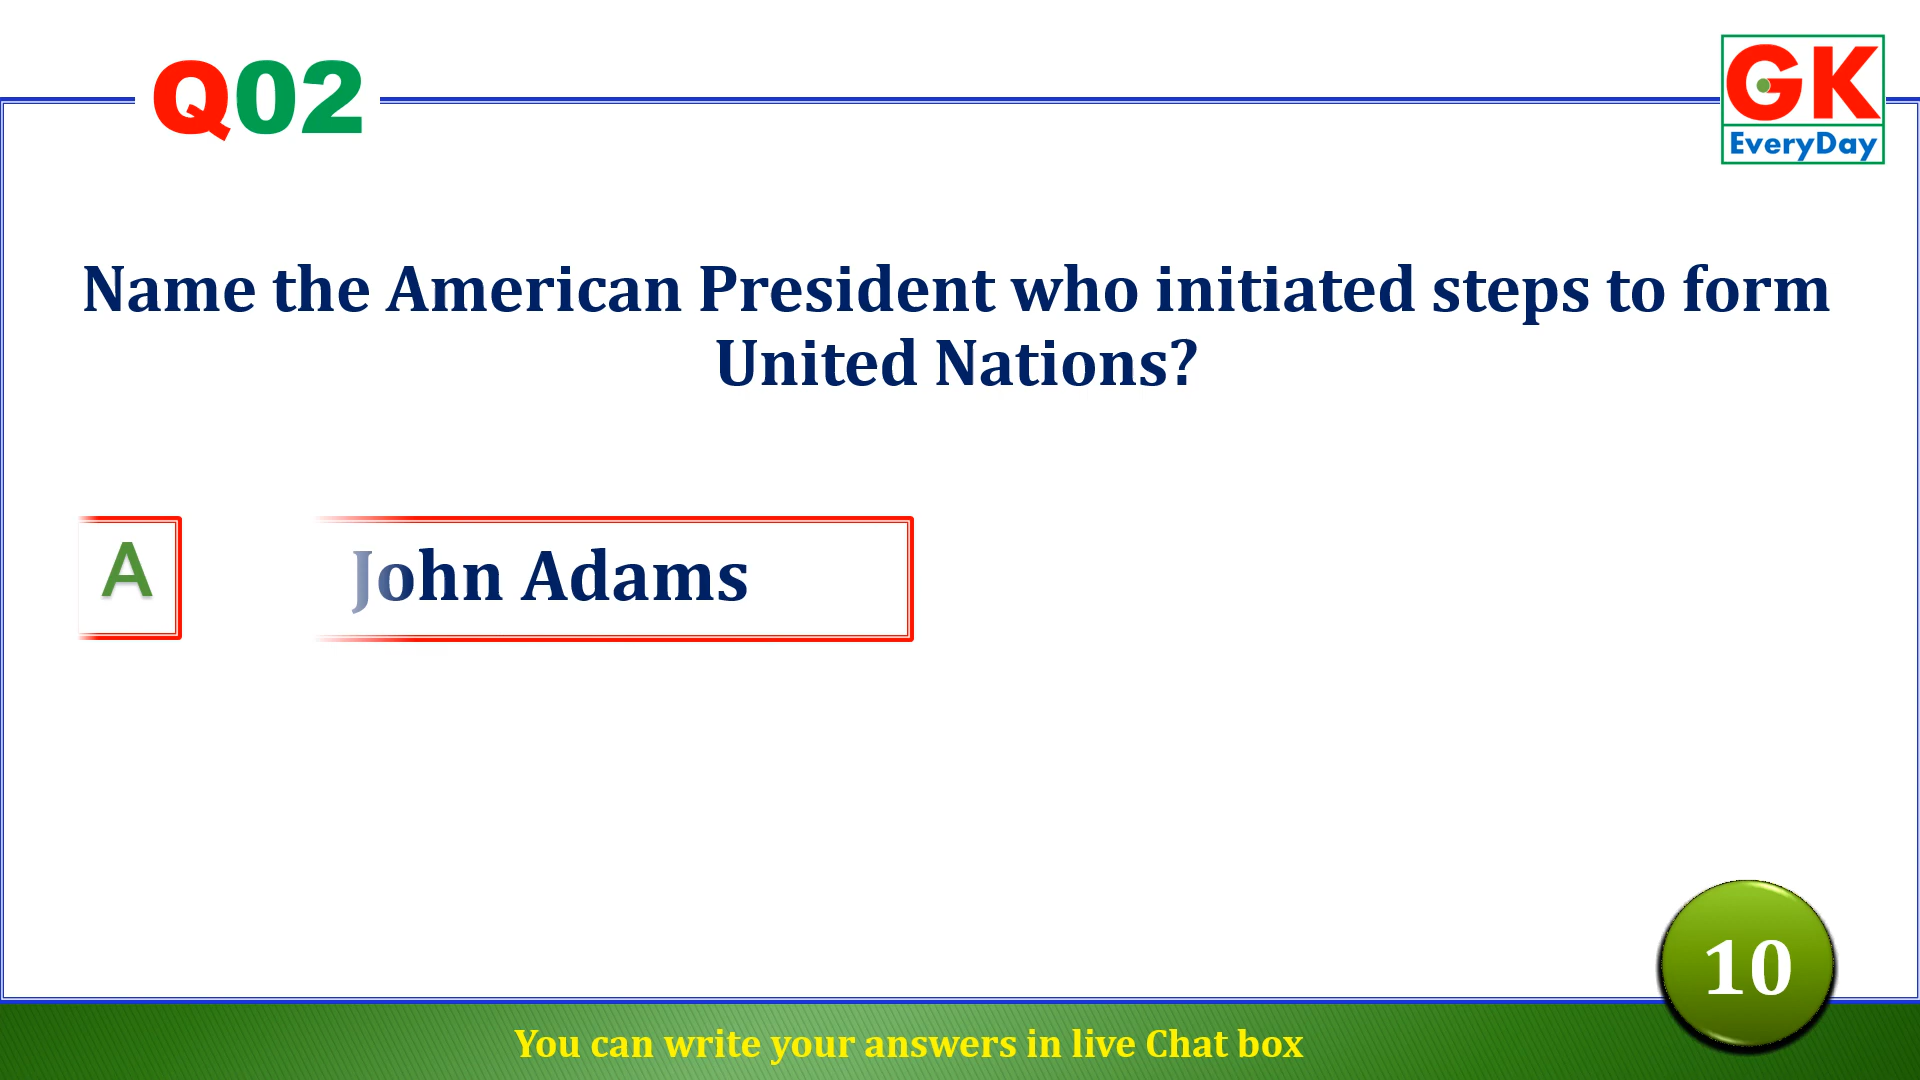 Q02
GK
EveryDay
Name the American President who initiated steps to form
United Nations?
A
John Adams
10
You can write your answers in live Chat box